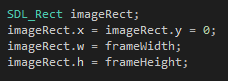 SDL_Rect imageRect;
imageRect.x = imageRect.y = 0;
imageRect.w = frameWidth;
imageRect.h = frameHeight;